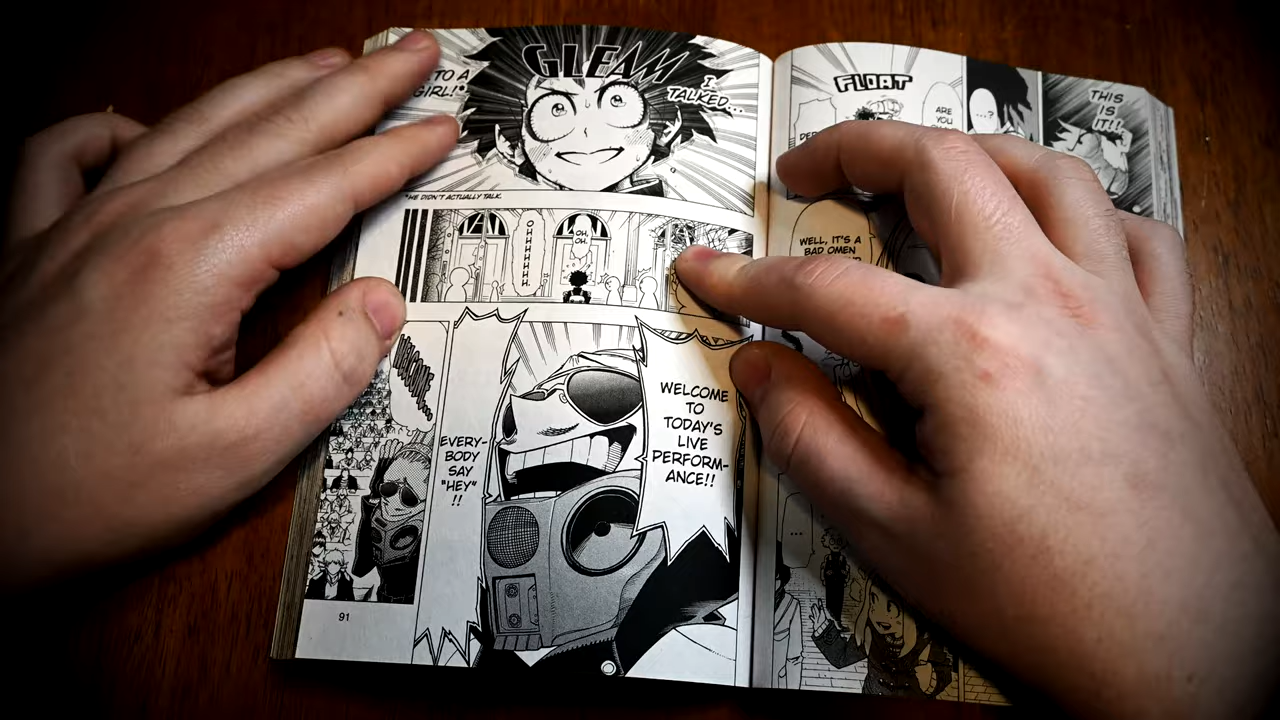 FLOAT
ARE
YOU
...?
THIS
IS
IT!!
WELL, IT'S A
BAD OMEN
...
GLEAM
I
TALKED...
TO A
GIRL!*
*HE DIDN'T ACTUALLY TALK.
OH,
OH.
OHHHHHHH.
WELCOME
TO
TODAY'S
LIVE
PERFORM-
ANCE!!
EVERY-
BODY
SAY
"HEY"
!!
WELCOME...
91